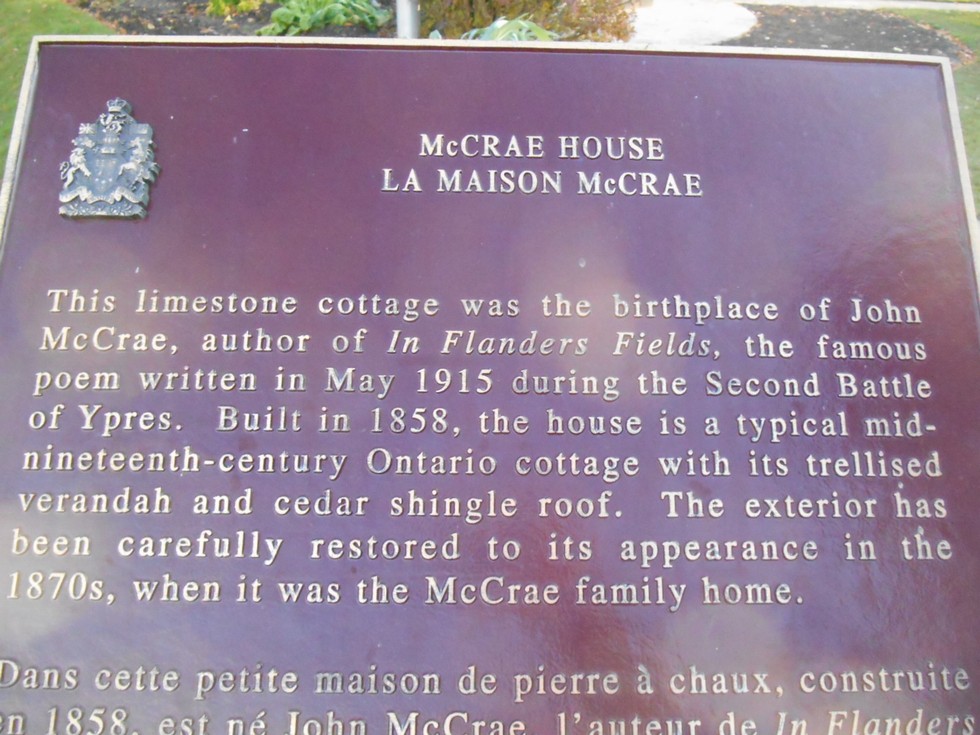 McCRAE HOUSE
LA MAISON McCRAE
This limestone cottage was the birthplace of John
McCrae, author of In Flanders Fields, the famous
poem written in May 1915 during the Second Battle
of Ypres. Built in 1858, the house is a typical mid-
nineteenth-century Ontario cottage with its trellised
verandah and cedar shingle roof. The exterior has
been carefully restored to its appearance in the
1870s, when it was the McCrae family home.
Dans cette petite maison de pierre à chaux, construite
en 1858, est né John McCrae, l'auteur de In Flanders